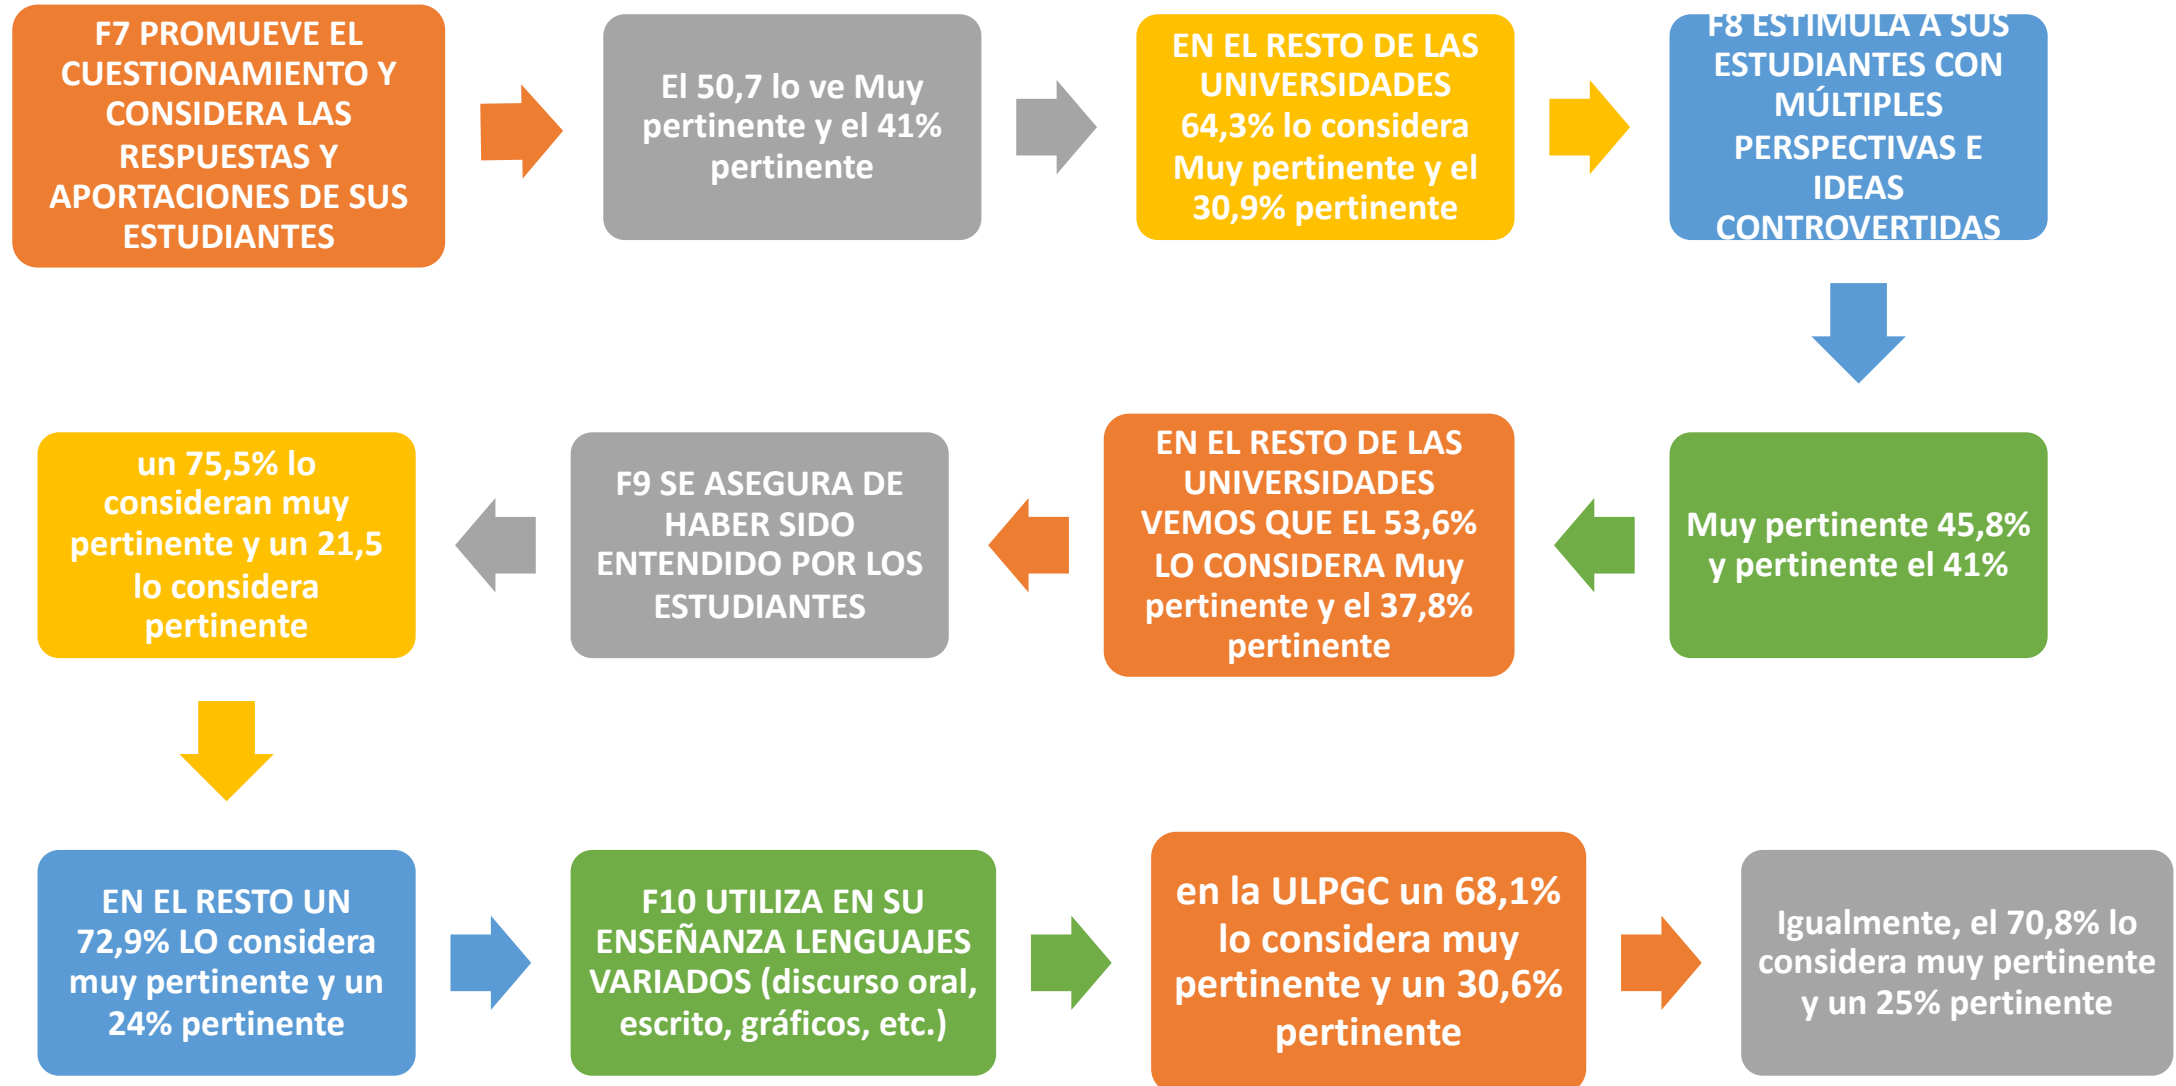 F7 PROMUEVE EL
CUESTIONAMIENTO Y
CONSIDERA LAS
RESPUESTAS Y
APORTACIONES DE SUS
ESTUDIANTES
El 50,7 lo ve Muy
pertinente y el 41%
pertinente
EN EL RESTO DE LAS
UNIVERSIDADES
64,3% lo considera
Muy pertinente y el
30,9% pertinente
F8 ESTIMULA A SUS
ESTUDIANTES CON
MÚLTIPLES
PERSPECTIVAS E
IDEAS
CONTROVERTIDAS
Muy pertinente 45,8%
y pertinente el 41%
EN EL RESTO DE LAS
UNIVERSIDADES
VEMOS QUE EL 53,6%
LO CONSIDERA Muy
pertinente y el 37,8%
pertinente
F9 SE ASEGURA DE
HABER SIDO
ENTENDIDO POR LOS
ESTUDIANTES
un 75,5% lo
consideran muy
pertinente y un 21,5
lo considera
pertinente
EN EL RESTO UN
72,9% LO considera
muy pertinente y un
24% pertinente
F10 UTILIZA EN SU
ENSEÑANZA LENGUAJES
VARIADOS (discurso oral,
escrito, gráficos, etc.)
en la ULPGC un 68,1%
lo considera muy
pertinente y un 30,6%
pertinente
Igualmente, el 70,8% lo
considera muy pertinente
y un 25% pertinente